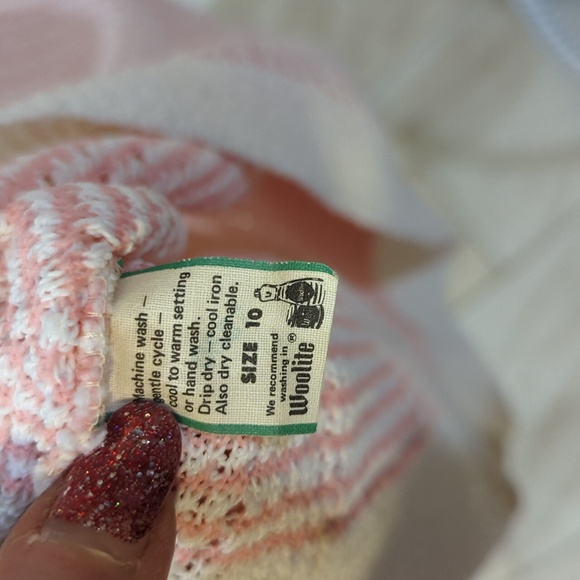 Machine wash —
gentle cycle —
cool to warm setting
or hand wash.
Drip dry — cool iron
Also dry cleanable.
SIZE 10
We recommend
washing in
Woolite®